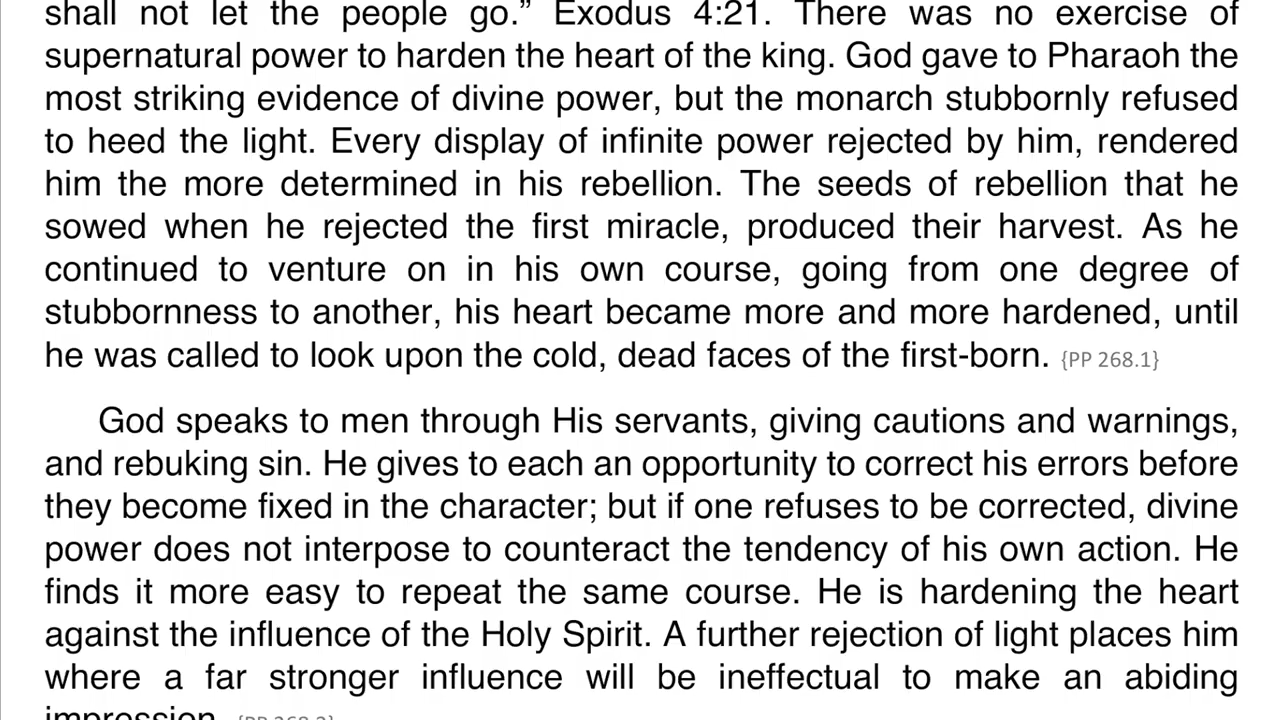 shall not let the people go.” Exodus 4:21. There was no exercise of
supernatural power to harden the heart of the king. God gave to Pharaoh the
most striking evidence of divine power, but the monarch stubbornly refused
to heed the light. Every display of infinite power rejected by him, rendered
him the more determined in his rebellion. The seeds of rebellion that he
sowed when he rejected the first miracle, produced their harvest. As he
continued to venture on in his own course, going from one degree of
stubbornness to another, his heart became more and more hardened, until
he was called to look upon the cold, dead faces of the first-born. {PP 268.1}
God speaks to men through His servants, giving cautions and warnings,
and rebuking sin. He gives to each an opportunity to correct his errors before
they become fixed in the character; but if one refuses to be corrected, divine
power does not interpose to counteract the tendency of his own action. He
finds it more easy to repeat the same course. He is hardening the heart
against the influence of the Holy Spirit. A further rejection of light places him
where a far stronger influence will be ineffectual to make an abiding
impression. {PP 268.2}